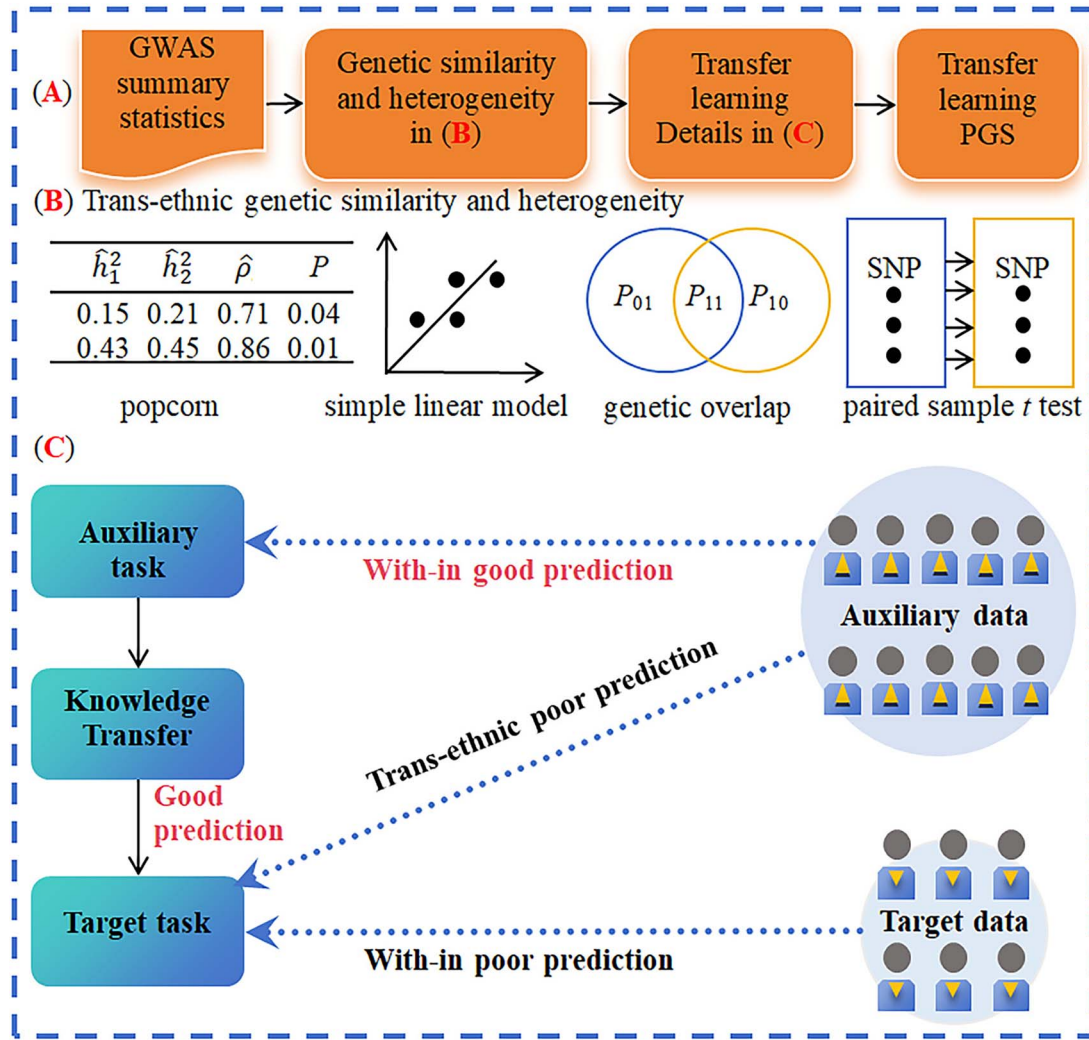 (A)
GWAS
summary
statistics
Genetic similarity
and heterogeneity
in (B)
Transfer
learning
Details in (C)
Transfer
learning
PGS
(B) Trans-ethnic genetic similarity and heterogeneity
ĥ₁² ĥ₂² ρ̂ P
0.15 0.21 0.71 0.04
0.43 0.45 0.86 0.01
popcorn
simple linear model
P₀₁ P₁₁ P₁₀
genetic overlap
SNP SNP
paired sample t test
(C)
Auxiliary
task
With-in good prediction
Auxiliary data
Knowledge
Transfer
Trans-ethnic poor prediction
Good
prediction
Target task
With-in poor prediction
Target data